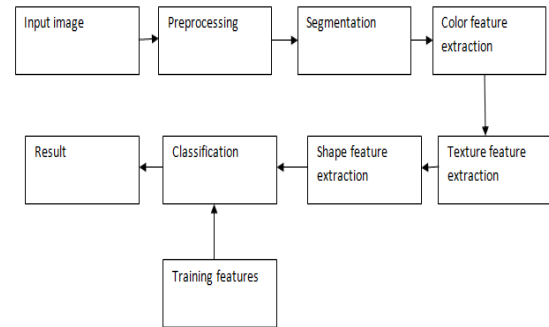 Input image
Preprocessing
Segmentation
Color feature
extraction
Result
Classification
Shape feature
extraction
Texture feature
extraction
Training features